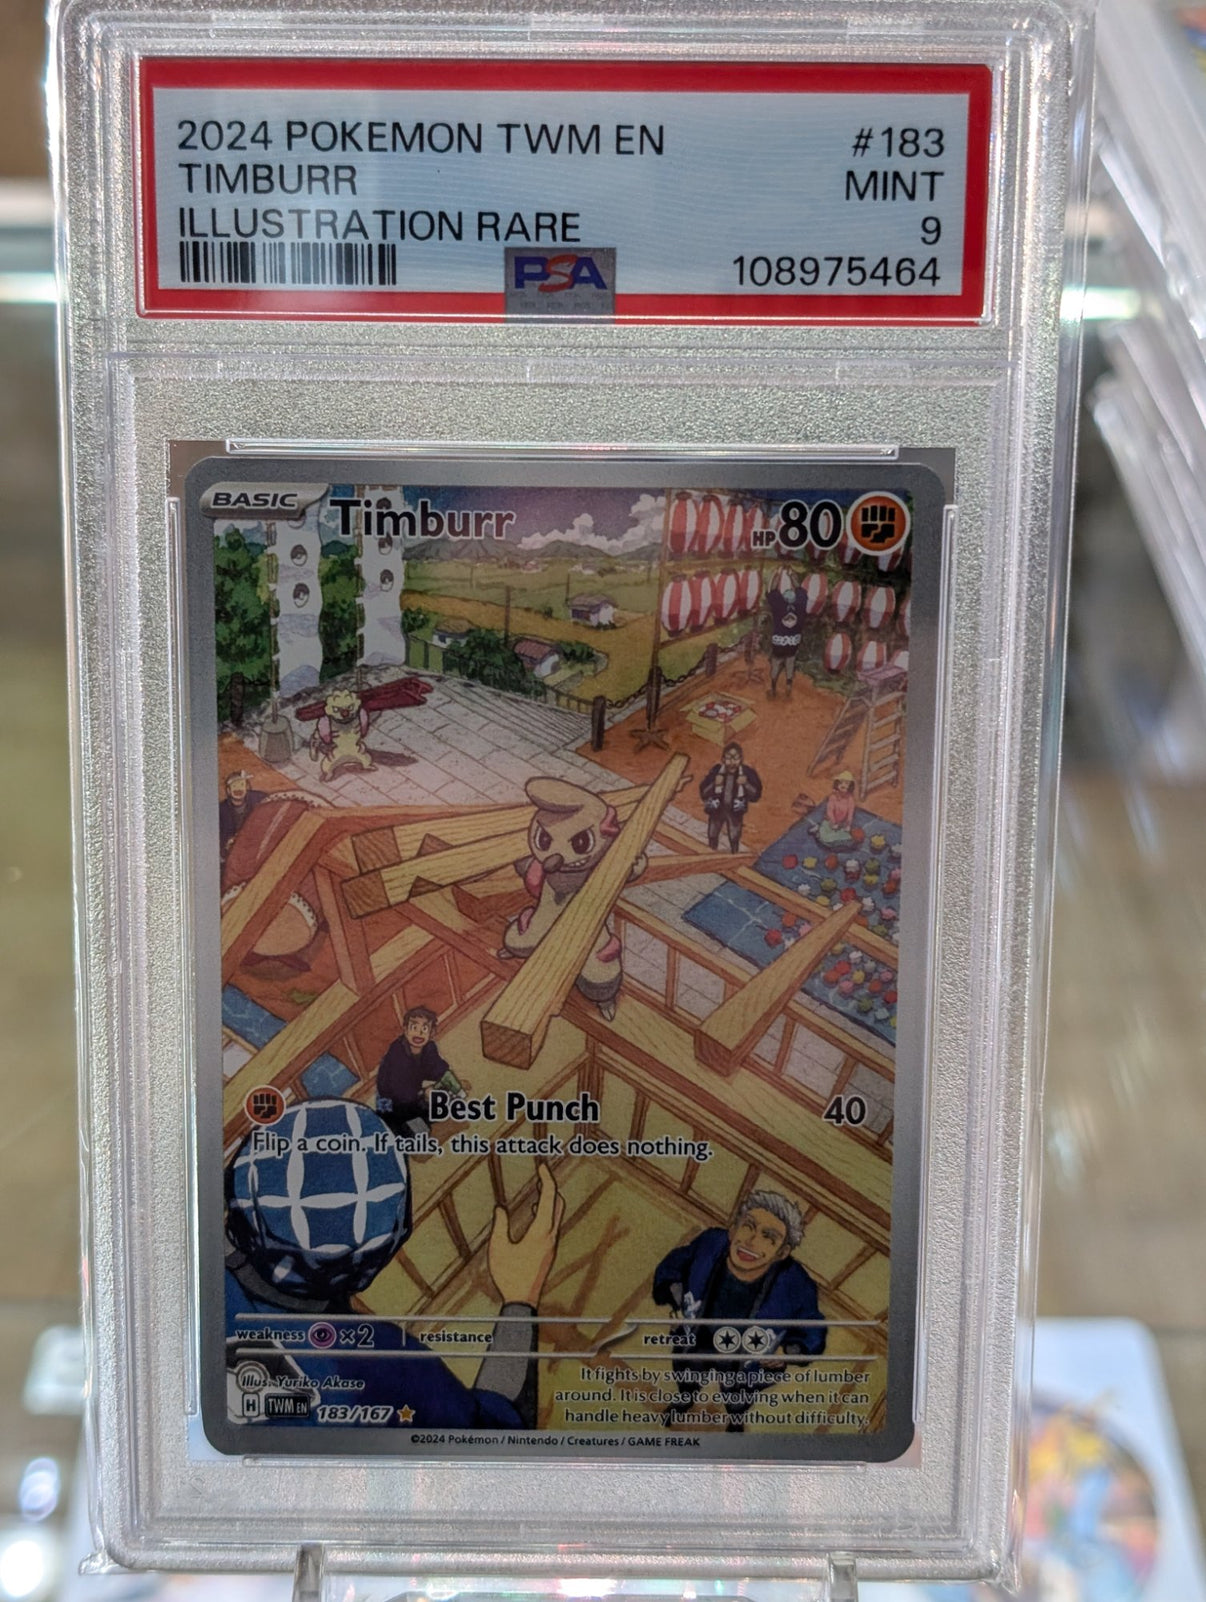 2024 POKEMON TWM EN #183
TIMBURR MINT
ILLUSTRATION RARE 9
PSA 108975464
BASIC Timburr HP 80
Best Punch 40
Flip a coin. If tails, this attack does nothing.
weakness ×2 resistance retreat
It fights by swinging a piece of lumber
around. It is close to evolving when it can
handle heavy lumber without difficulty.
Illus. Yuriko Akase
H TWM EN 183/167
©2024 Pokémon / Nintendo / Creatures / GAME FREAK